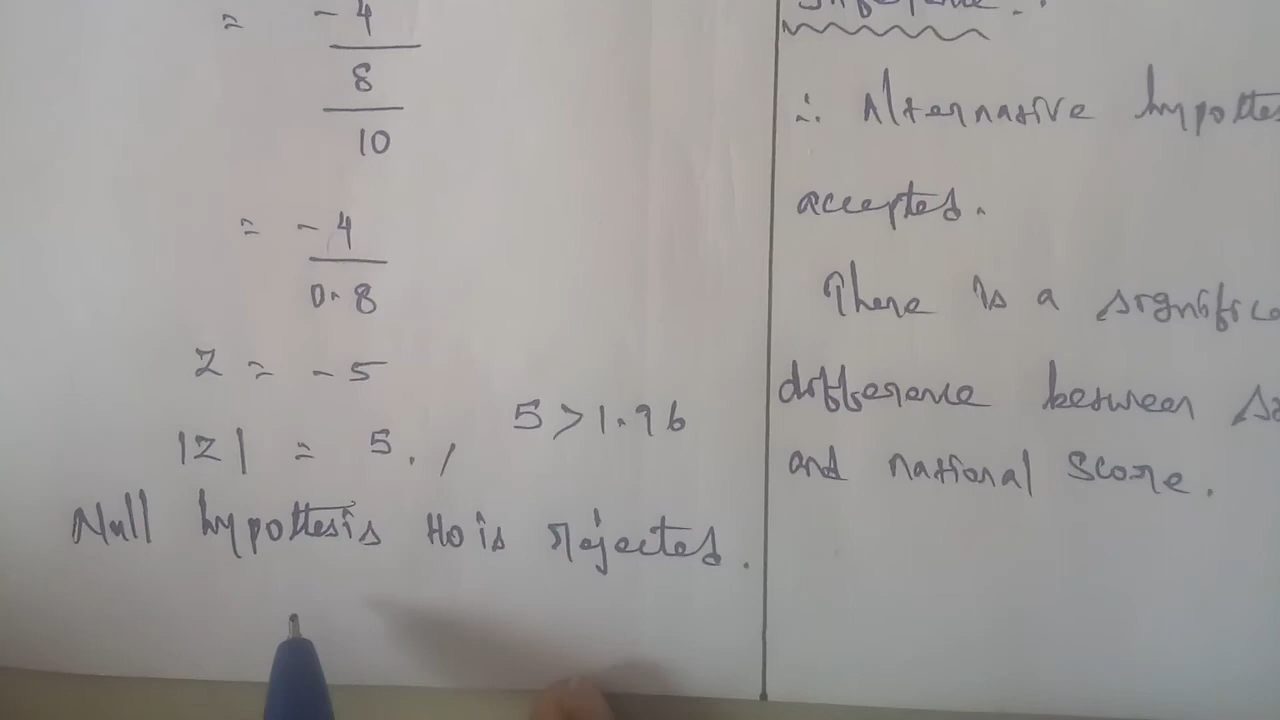 = -4
8
10
= -4
0.8
Z = -5
|Z| = 5. / 5 > 1.96
Null hypothesis Ho is rejected.
∴ Alternative
accepted.
There is a
difference between
and national score.